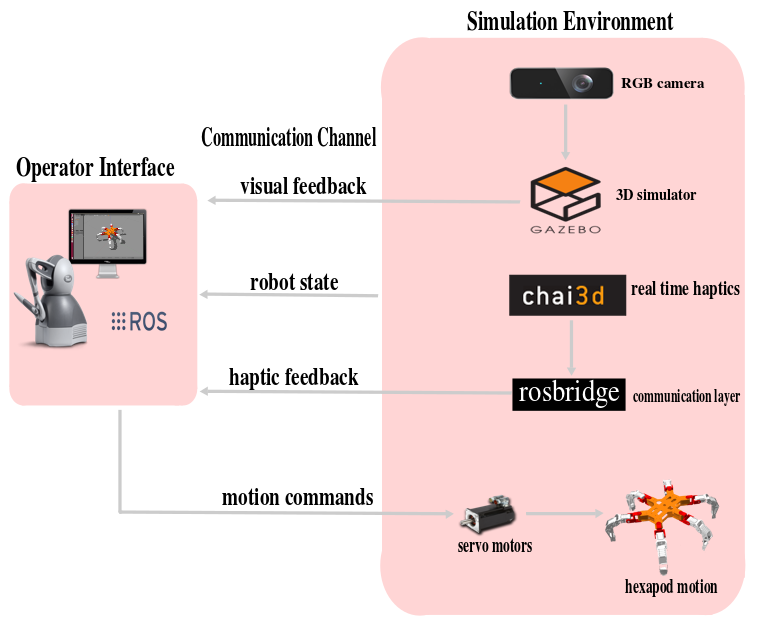 Simulation Environment
RGB camera
Communication Channel
Operator Interface
visual feedback
3D simulator
GAZEBO
robot state
chai3d
real time haptics
ROS
haptic feedback
rosbridge
communication layer
motion commands
servo motors
hexapod motion